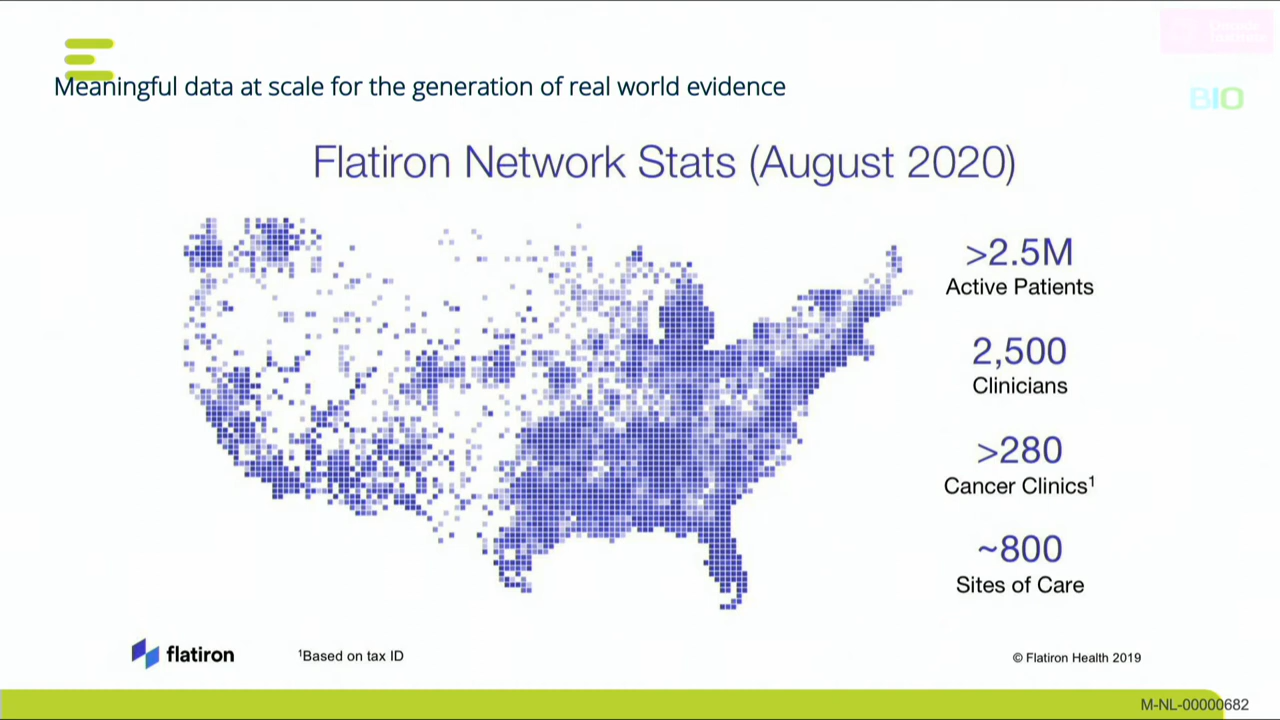 Meaningful data at scale for the generation of real world evidence
BIO
Flatiron Network Stats (August 2020)
>2.5M
Active Patients
2,500
Clinicians
>280
Cancer Clinics¹
~800
Sites of Care
flatiron
¹Based on tax ID
© Flatiron Health 2019
M-NL-00000682